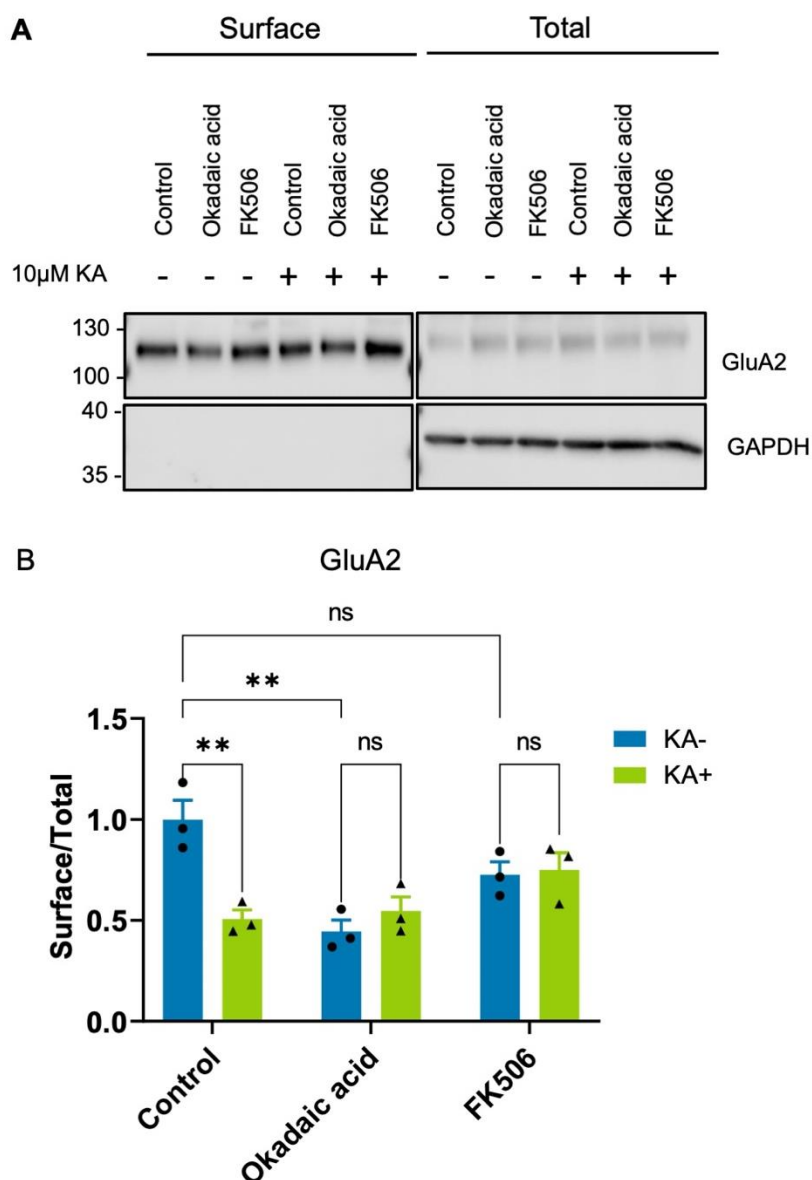 A
Surface Total
Control Okadaic acid FK506 Control Okadaic acid FK506 Control Okadaic acid FK506 Control Okadaic acid FK506
10µM KA - - - + + + - - - + + +
130
100
GluA2
40
35
GAPDH
B
GluA2
ns
**
** ns ns
KA-
KA+
1.5
1.0
0.5
0.0
Surface/Total
Control Okadaic acid FK506